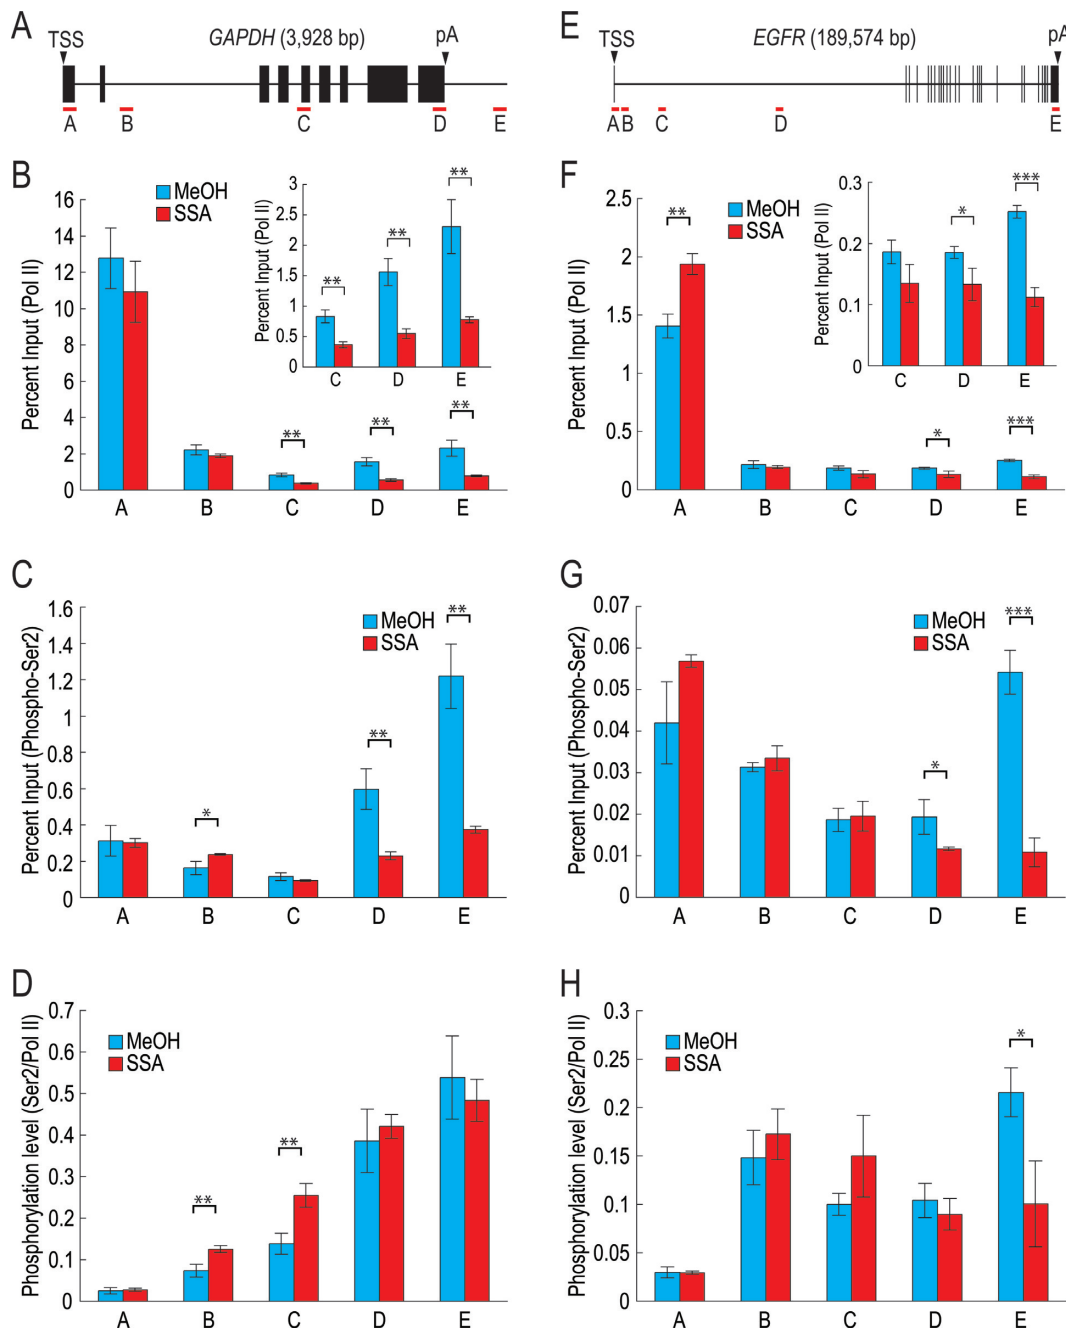 A
TSS
GAPDH (3,928 bp)
pA
A B C D E
B
MeOH
SSA
Percent Input (Pol II)
16
14
12
10
8
6
4
2
0
A B C D E
**
**
**
Percent Input (Pol II)
3
2.5
2
1.5
1
0.5
0
C D E
**
**
**
C
MeOH
SSA
Percent Input (Phospho-Ser2)
1.6
1.4
1.2
1
0.8
0.6
0.4
0.2
0
A B C D E
*
**
**
D
MeOH
SSA
Phosphorylation level (Ser2/Pol II)
0.7
0.6
0.5
0.4
0.3
0.2
0.1
0
A B C D E
**
**
E
TSS
EGFR (189,574 bp)
pA
A B C D E
F
MeOH
SSA
Percent Input (Pol II)
2.5
2
1.5
1
0.5
0
A B C D E
**
*
***
Percent Input (Pol II)
0.3
0.2
0.1
0
C D E
*
***
G
MeOH
SSA
Percent Input (Phospho-Ser2)
0.07
0.06
0.05
0.04
0.03
0.02
0.01
0
A B C D E
*
***
H
MeOH
SSA
Phosphorylation level (Ser2/Pol II)
0.3
0.25
0.2
0.15
0.1
0.05
0
A B C D E
*